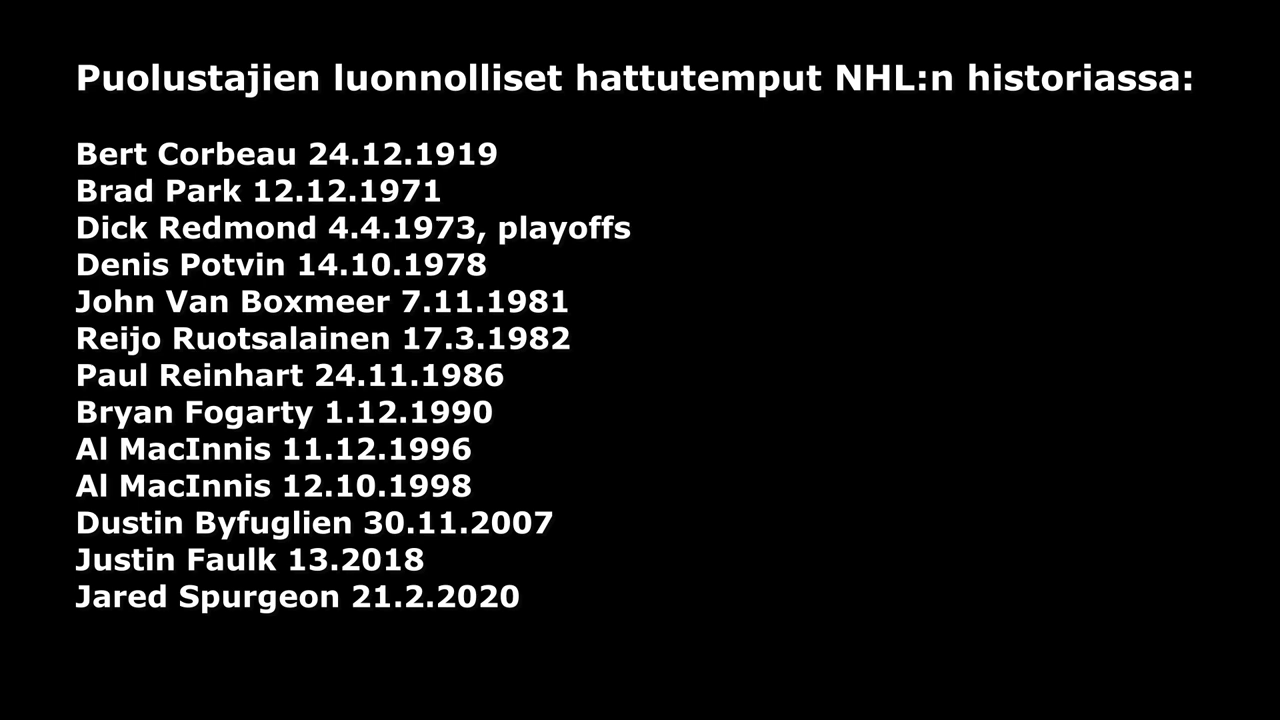 Puolustajien luonnolliset hattutemput NHL:n historiassa:
Bert Corbeau 24.12.1919
Brad Park 12.12.1971
Dick Redmond 4.4.1973, playoffs
Denis Potvin 14.10.1978
John Van Boxmeer 7.11.1981
Reijo Ruotsalainen 17.3.1982
Paul Reinhart 24.11.1986
Bryan Fogarty 1.12.1990
Al MacInnis 11.12.1996
Al MacInnis 12.10.1998
Dustin Byfuglien 30.11.2007
Justin Faulk 13.2018
Jared Spurgeon 21.2.2020